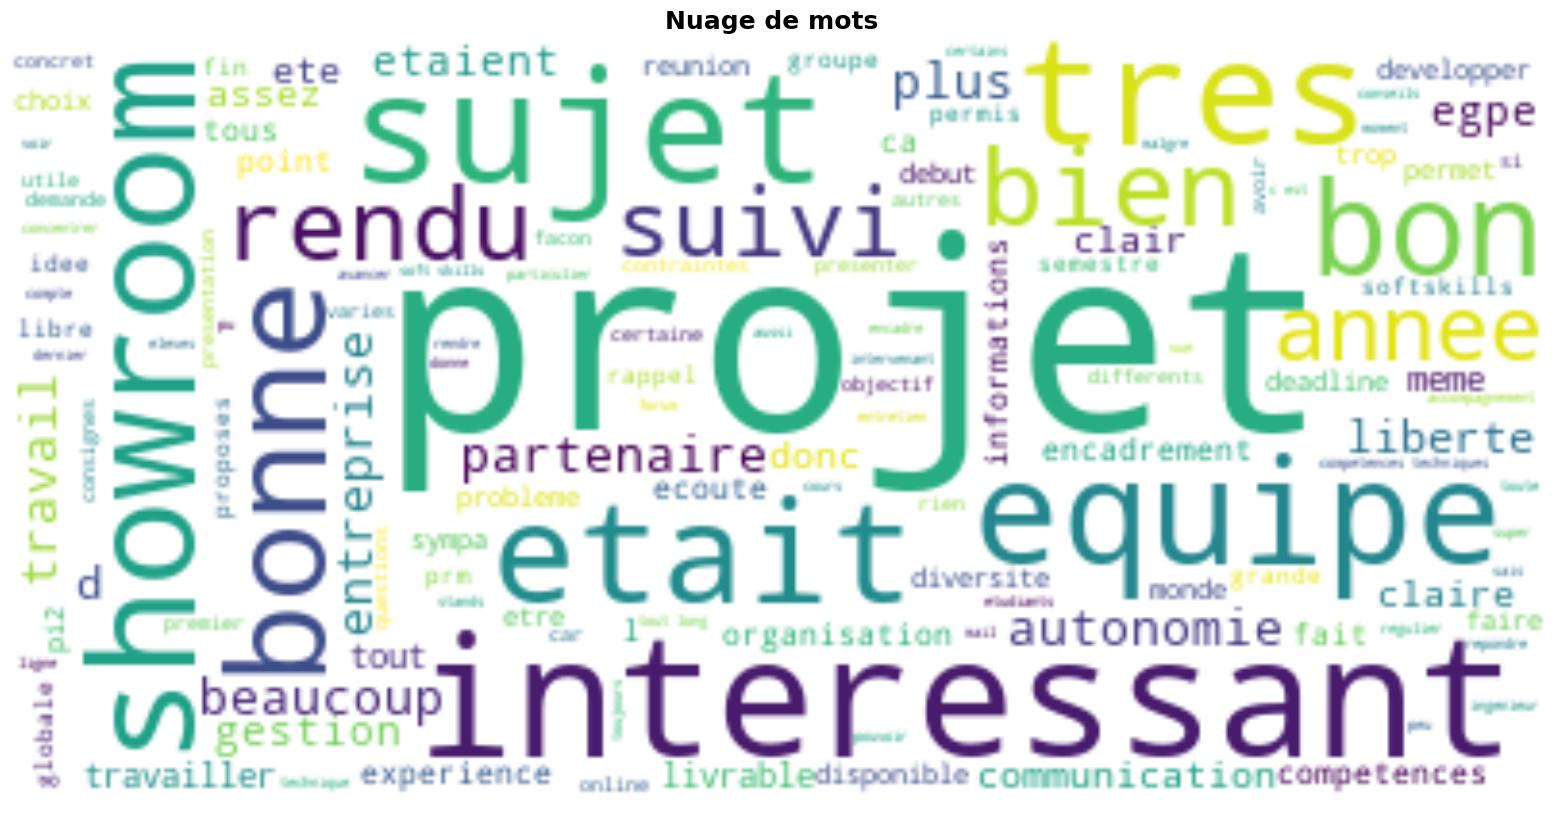 Nuage de mots
concret
fin
ete
etaient
reunion
groupe
certains
plus
tres
developper
choix
assez
sujet
permis
conseils
egpe
tous
ca
moment
voir
showroom
point
malgre
trop
permet
si
utile
demande
debut
bien
avoir
c est
bon
rendu
suivi
autres
concentrer
facon
clair
idee
presentation
avancer
soft skills
particulier
contraintes
presenter
informations
semestre
softskills
compte
bonne
varies
projet
annee
libre
y
certaine
aussi
encadre
dernier
eleves
entreprise
rendre
donne
intervenant
vue
rappel
objectif
differents
deadline
meme
travail
consignes
proposes
forum
entretien
accompagnement
partenaire
donc
encadrement
liberte
ecoute
cours
competences techniques
probleme
rien
equipe
toute
questions
sympa
etait
super
d
prm
diversite
monde
grande
sais
stands
etudiants
claire
pi2
premier
etre
car
l
tout long
organisation
mail
autonomie
fait
regulier
faire
repondre
ligne
tout
interessant
globale
beaucoup
toujours
ingenieur
gestion
pouvoir
peu
travailler
technique
experience
online
livrable
disponible
communication
competences